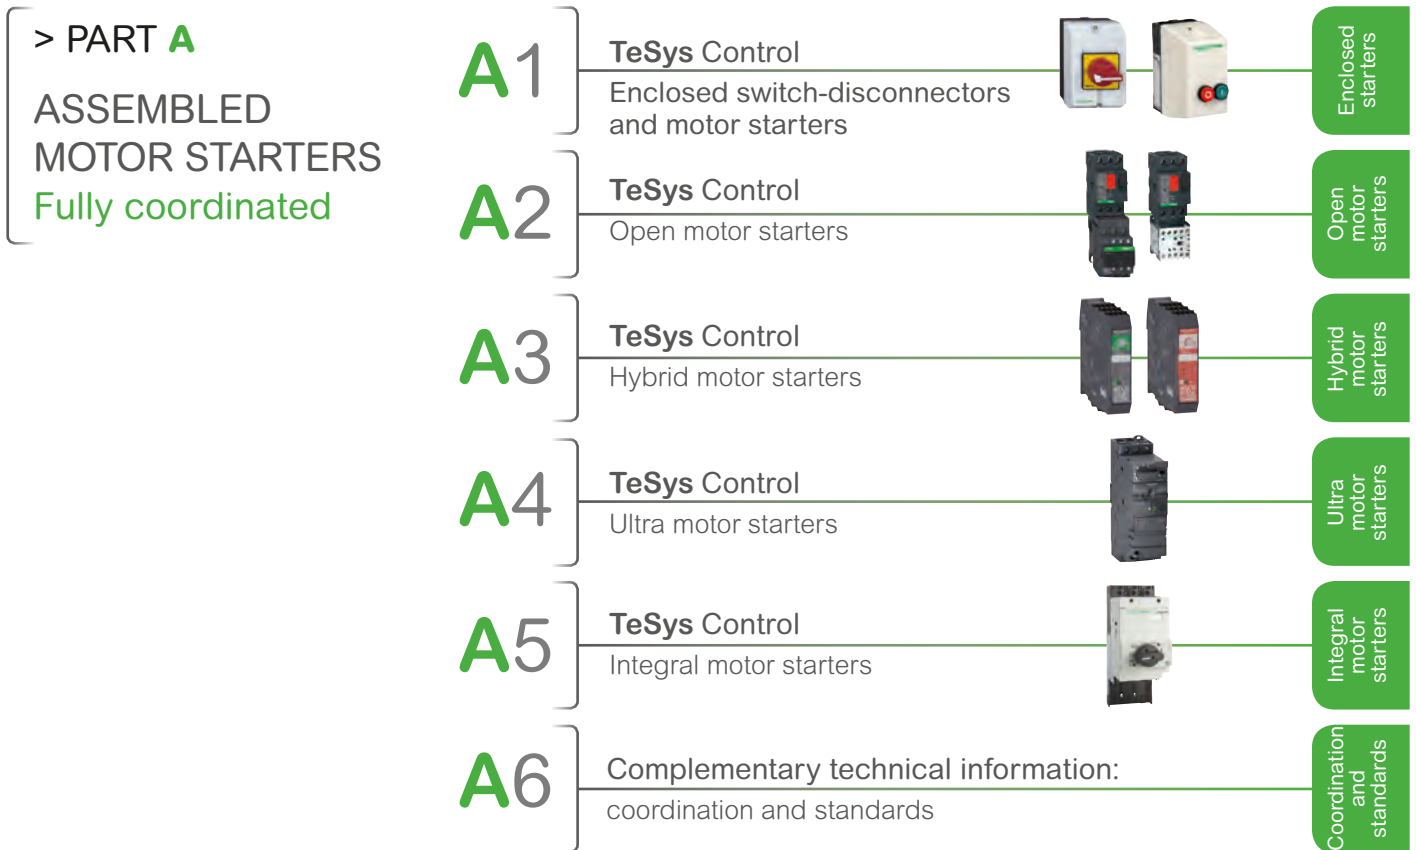 > PART A
ASSEMBLED
MOTOR STARTERS
Fully coordinated
A1
TeSys Control
Enclosed switch-disconnectors
and motor starters
Enclosed
starters
A2
TeSys Control
Open motor starters
Open
motor
starters
A3
TeSys Control
Hybrid motor starters
Hybrid
motor
starters
A4
TeSys Control
Ultra motor starters
Ultra
motor
starters
A5
TeSys Control
Integral motor starters
Integral
motor
starters
A6
Complementary technical information:
coordination and standards
Coordination
and
standards